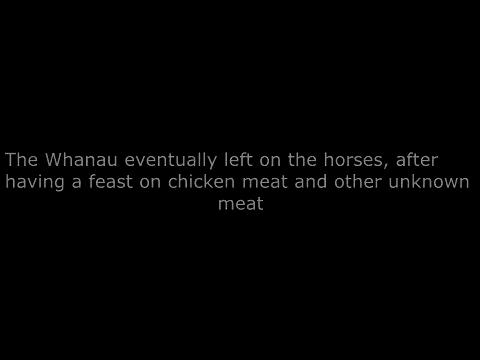 The Whanau eventually left on the horses, after
having a feast on chicken meat and other unknown
meat